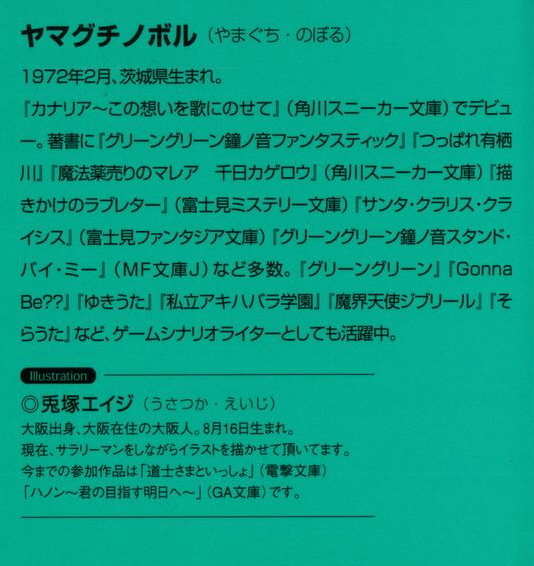 ヤマグチノボル（やまぐち・のぼる）
1972年2月、茨城県生まれ。
『カナリア〜この想いを歌にのせて』（角川スニーカー文庫）でデビュ
ー。著書に『グリーングリーン鐘ノ音ファンタスティック』『つっぱれ有栖
川』『魔法薬売りのマレア　千日カゲロウ』（角川スニーカー文庫）『描
きかけのラブレター』（富士見ミステリー文庫）『サンタ・クラリス・クラ
イシス』（富士見ファンタジア文庫）『グリーングリーン鐘ノ音スタンド・
バイ・ミー』（MF文庫J）など多数。『グリーングリーン』『Gonna
Be??』『ゆきうた』『私立アキハバラ学園』『魔界天使ジブリール』『そ
らうた』など、ゲームシナリオライターとしても活躍中。
Illustration
◎兎塚エイジ（うさつか・えいじ）
大阪出身、大阪在住の大阪人。8月16日生まれ。
現在、サラリーマンをしながらイラストを描かせて頂いてます。
今までの参加作品は「道士さまといっしょ」（電撃文庫）
「ハノン〜君の目指す明日へ〜」（GA文庫）です。